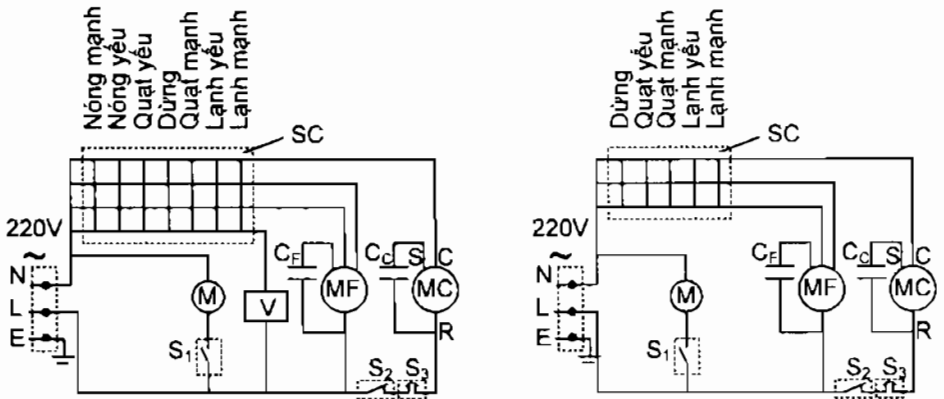 Nóng mạnh
Nóng yếu
Quạt yếu
Dừng
Quạt mạnh
Lạnh yếu
Lạnh mạnh
SC
220V
~
N
L
E
M
S1
V
CF
MF
CC
S
C
MC
R
S2
S3
Dừng
Quạt yếu
Quạt mạnh
Lạnh yếu
Lạnh mạnh
SC
220V
~
N
L
E
M
S1
CF
MF
CC
S
C
MC
R
S2
S3